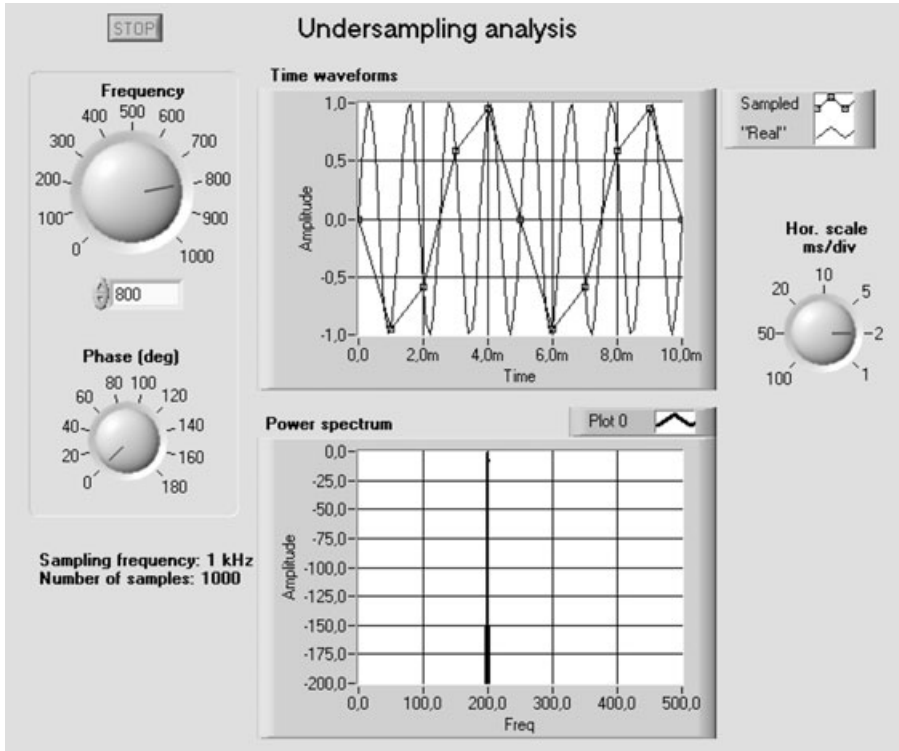 STOP
Undersampling analysis
Frequency
0
100
200
300
400
500
600
700
800
900
1000
800
Phase (deg)
0
20
40
60
80
100
120
140
160
180
Sampling frequency: 1 kHz
Number of samples: 1000
Time waveforms
Amplitude
1,0
0,5
0,0
-0,5
-1,0
0,0 2,0m 4,0m 6,0m 8,0m 10,0m
Time
Sampled
"Real"
Hor. scale
ms/div
100
50
20
10
5
2
1
Power spectrum
Plot 0
Amplitude
0,0
-25,0
-50,0
-75,0
-100,0
-125,0
-150,0
-175,0
-200,0
0,0 100,0 200,0 300,0 400,0 500,0
Freq